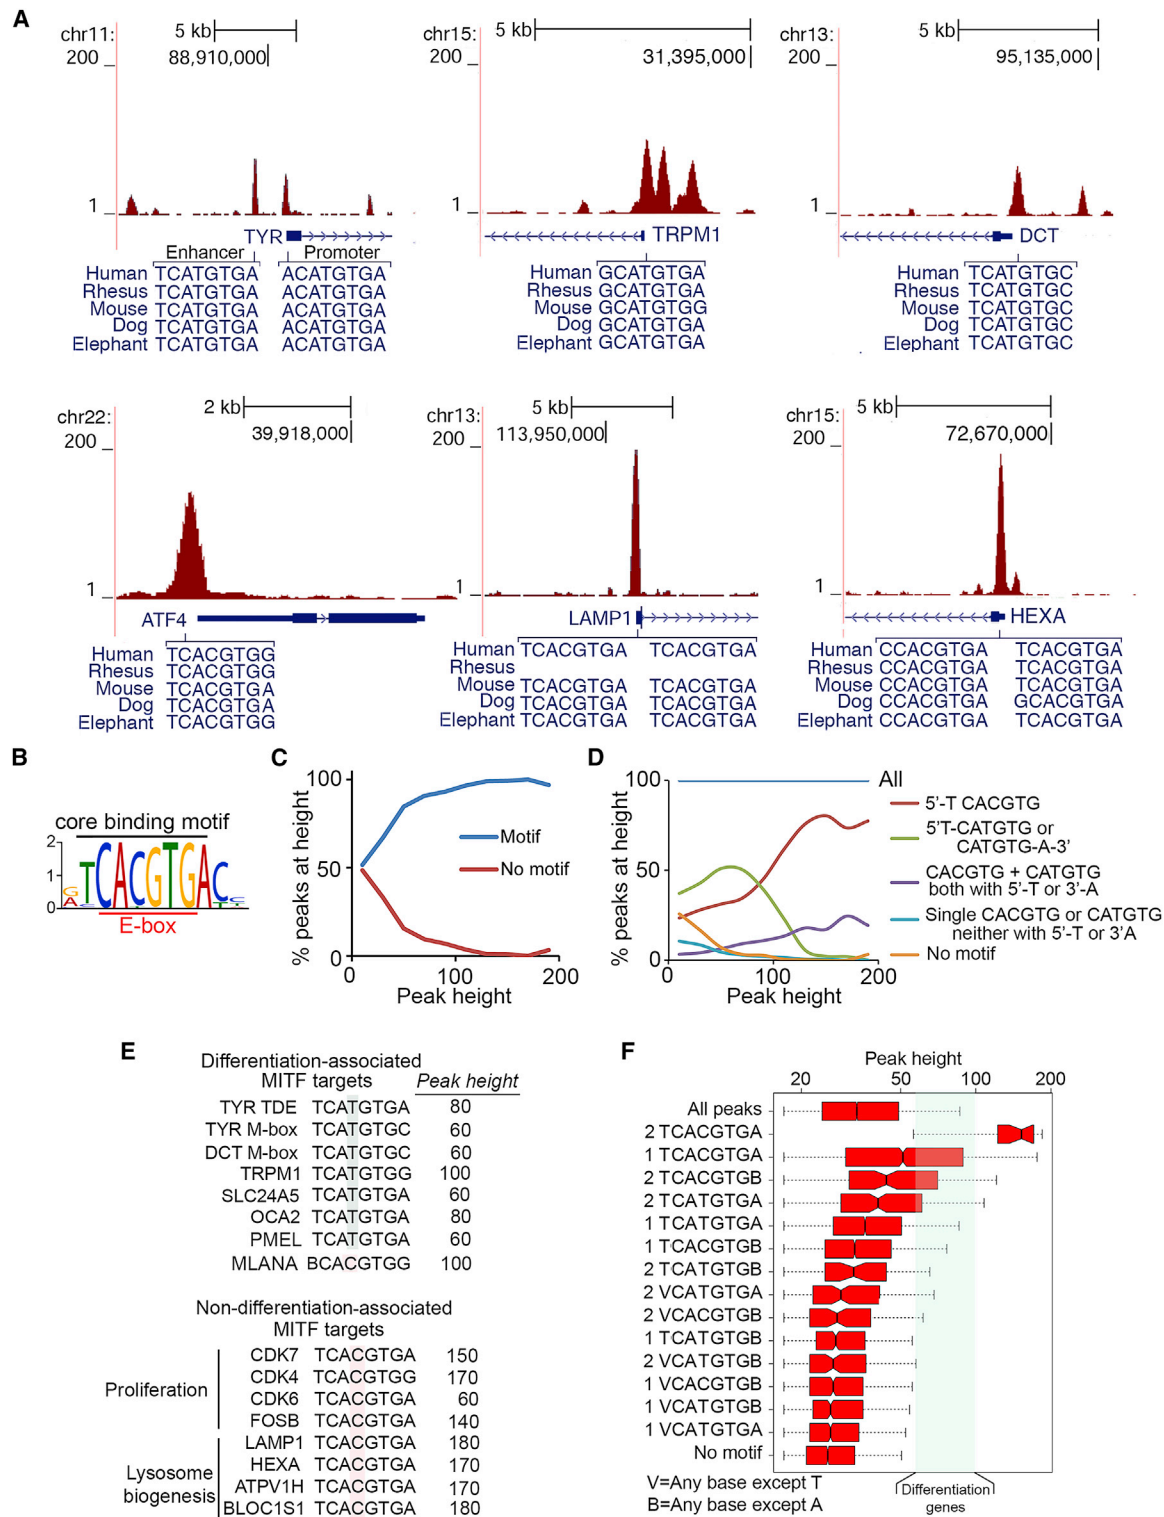 A
chr11:
5 kb
200
88,910,000
1
TYR
Enhancer Promoter
Human TCATGTGA ACATGTGA
Rhesus TCATGTGA ACATGTGA
Mouse TCATGTGA ACATGTGA
Dog TCATGTGA ACATGTGA
Elephant TCATGTGA ACATGTGA
chr15:
5 kb
200
31,395,000
1
TRPM1
Human GCATGTGA
Rhesus GCATGTGA
Mouse GCATGTGG
Dog GCATGTGA
Elephant GCATGTGA
chr13:
5 kb
200
95,135,000
1
DCT
Human TCATGTGC
Rhesus TCATGTGC
Mouse TCATGTGC
Dog TCATGTGC
Elephant TCATGTGC
chr22:
2 kb
200
39,918,000
1
ATF4
Human TCACGTGG
Rhesus TCACGTGG
Mouse TCACGTGA
Dog TCACGTGA
Elephant TCACGTGG
chr13:
5 kb
200
113,950,000
1
LAMP1
Human TCACGTGA TCACGTGA
Rhesus
Mouse TCACGTGA TCACGTGA
Dog TCACGTGA TCACGTGA
Elephant TCACGTGA TCACGTGA
chr15:
5 kb
200
72,670,000
1
HEXA
Human CCACGTGA TCACGTGA
Rhesus CCACGTGA TCACGTGA
Mouse CCACGTGA TCACGTGA
Dog CCACGTGA GCACGTGA
Elephant CCACGTGA TCACGTGA
B
core binding motif
2
1
0
TCACGTGAC
E-box
C
% peaks at height
100
50
0
0 100 200
Peak height
Motif
No motif
D
% peaks at height
100
50
0
0 100 200
Peak height
All
5'-T CACGTG
5'T-CATGTG or
CATGTG-A-3'
CACGTG + CATGTG
both with 5'-T or 3'-A
Single CACGTG or CATGTG
neither with 5'-T or 3'A
No motif
E
Differentiation-associated
MITF targets Peak height
TYR TDE TCATGTGA 80
TYR M-box TCATGTGC 60
DCT M-box TCATGTGC 60
TRPM1 TCATGTGG 100
SLC24A5 TCATGTGA 60
OCA2 TCATGTGA 80
PMEL TCATGTGA 60
MLANA BCACGTGG 100
Non-differentiation-associated
MITF targets
Proliferation
CDK7 TCACGTGA 150
CDK4 TCACGTGG 170
CDK6 TCACGTGA 60
FOSB TCACGTGA 140
Lysosome
biogenesis
LAMP1 TCACGTGA 180
HEXA TCACGTGA 170
ATPV1H TCACGTGA 170
BLOC1S1 TCACGTGA 180
F
Peak height
20 50 100 200
All peaks
2 TCACGTGA
1 TCACGTGA
2 TCACGTGB
2 TCATGTGA
1 TCATGTGA
1 TCACGTGB
2 TCATGTGB
2 VCATGTGA
2 VCACGTGB
1 TCATGTGB
2 VCATGTGB
1 VCACGTGB
1 VCATGTGB
1 VCATGTGA
No motif
V=Any base except T
B=Any base except A
Differentiation
genes